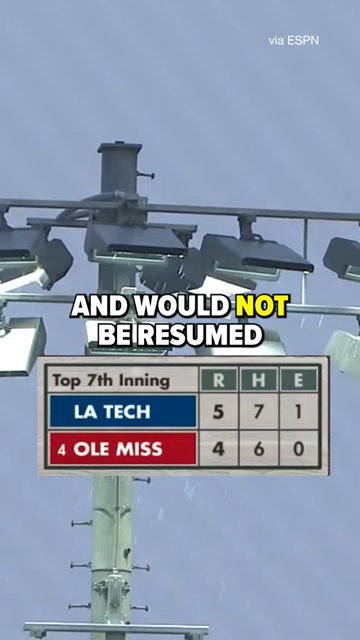 via ESPN
AND WOULD NOT
BE RESUMED
Top 7th Inning R H E
LA TECH 5 7 1
4 OLE MISS 4 6 0